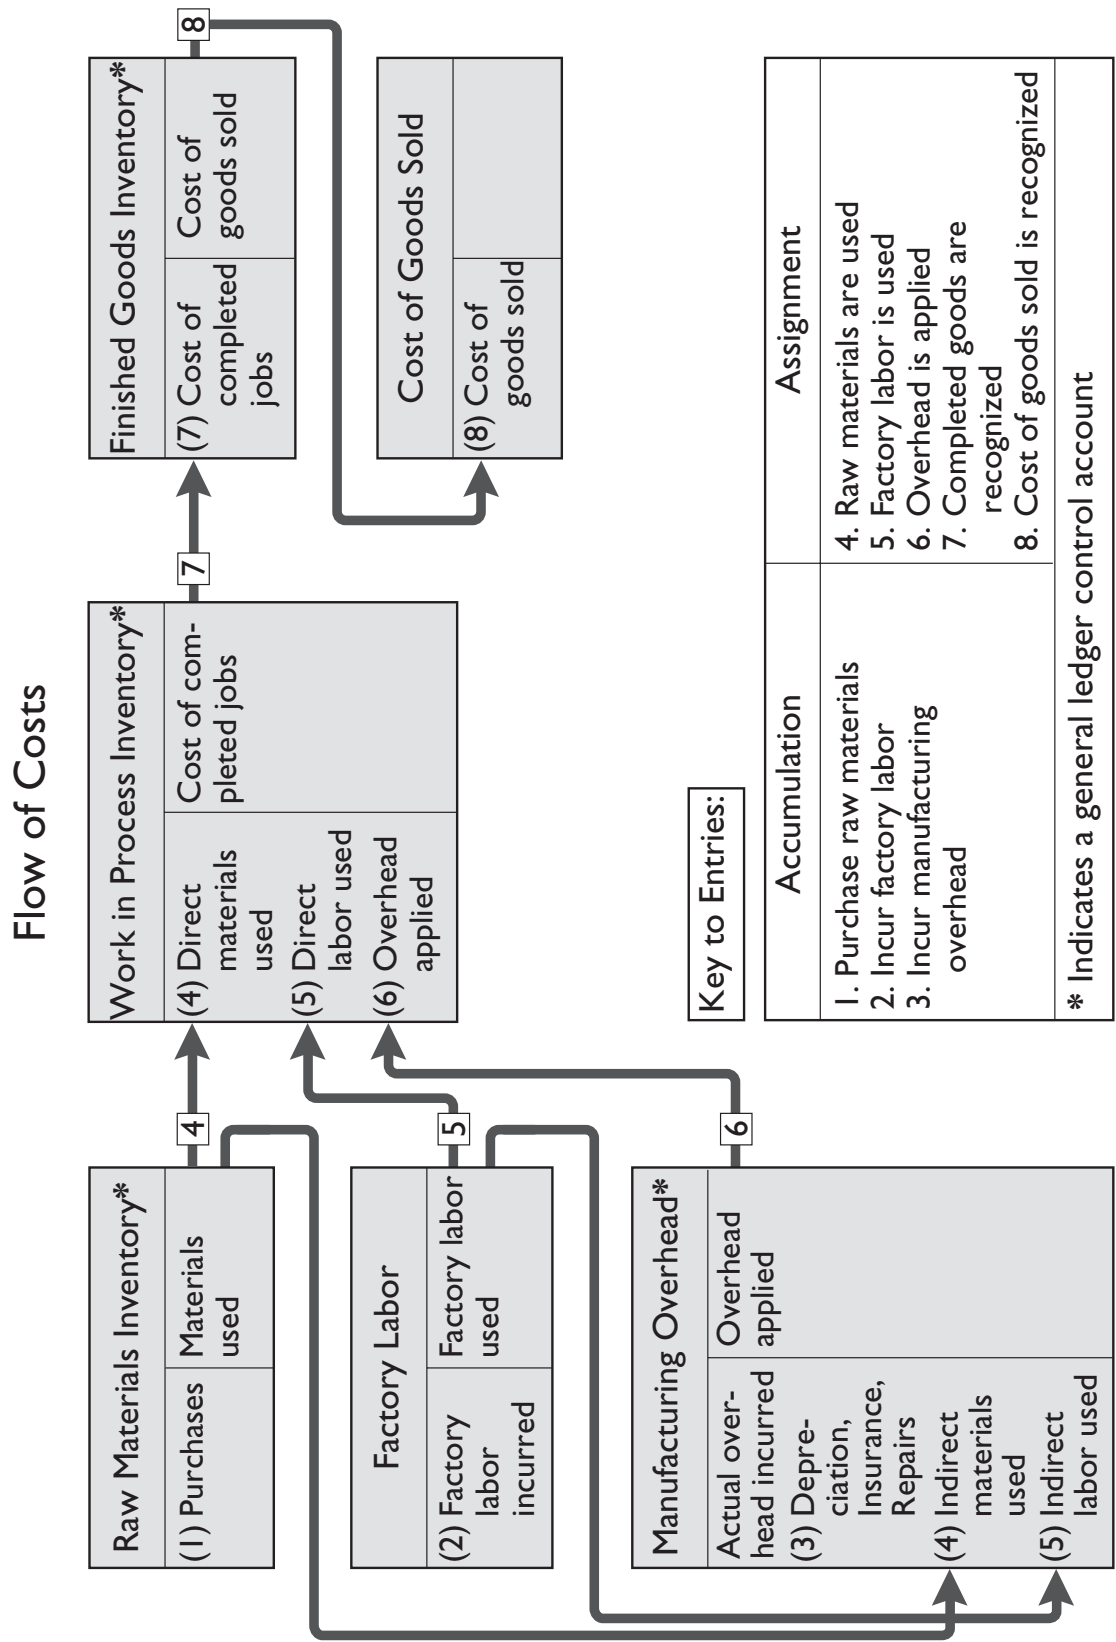 Flow of Costs
Raw Materials Inventory*
(1) Purchases
Materials
used
4
Factory Labor
(2) Factory
labor
incurred
Factory labor
used
5
Manufacturing Overhead*
Actual over-
head incurred
(3) Depre-
ciation,
Insurance,
Repairs
(4) Indirect
materials
used
(5) Indirect
labor used
Overhead
applied
6
Work in Process Inventory*
(4) Direct
materials
used
(5) Direct
labor used
(6) Overhead
applied
Cost of com-
pleted jobs
7
Finished Goods Inventory*
(7) Cost of
completed
jobs
Cost of
goods sold
8
Cost of Goods Sold
(8) Cost of
goods sold
Key to Entries:
Accumulation
1. Purchase raw materials
2. Incur factory labor
3. Incur manufacturing
overhead
Assignment
4. Raw materials are used
5. Factory labor is used
6. Overhead is applied
7. Completed goods are
recognized
8. Cost of goods sold is recognized
* Indicates a general ledger control account